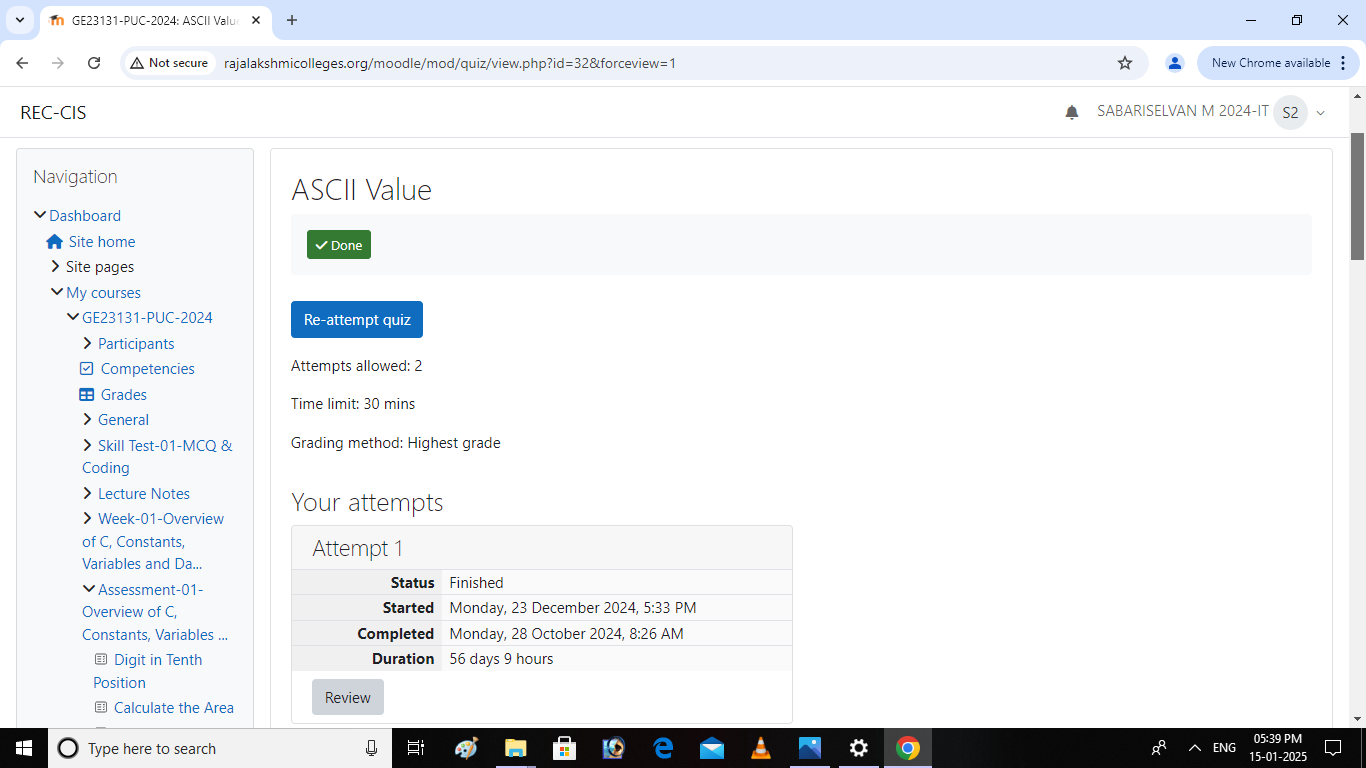 GE23131-PUC-2024: ASCII Valu
Not secure
rajalakshmicolleges.org/moodle/mod/quiz/view.php?id=32&forceview=1
New Chrome available
REC-CIS
SABARISELVAN M 2024-IT
S2
Navigation
Dashboard
Site home
Site pages
My courses
GE23131-PUC-2024
Participants
Competencies
Grades
General
Skill Test-01-MCQ &
Coding
Lecture Notes
Week-01-Overview
of C, Constants,
Variables and Da...
Assessment-01-
Overview of C,
Constants, Variables ...
Digit in Tenth
Position
Calculate the Area
ASCII Value
Done
Re-attempt quiz
Attempts allowed: 2
Time limit: 30 mins
Grading method: Highest grade
Your attempts
Attempt 1
Status Finished
Started Monday, 23 December 2024, 5:33 PM
Completed Monday, 28 October 2024, 8:26 AM
Duration 56 days 9 hours
Review
Type here to search
ENG
05:39 PM
15-01-2025